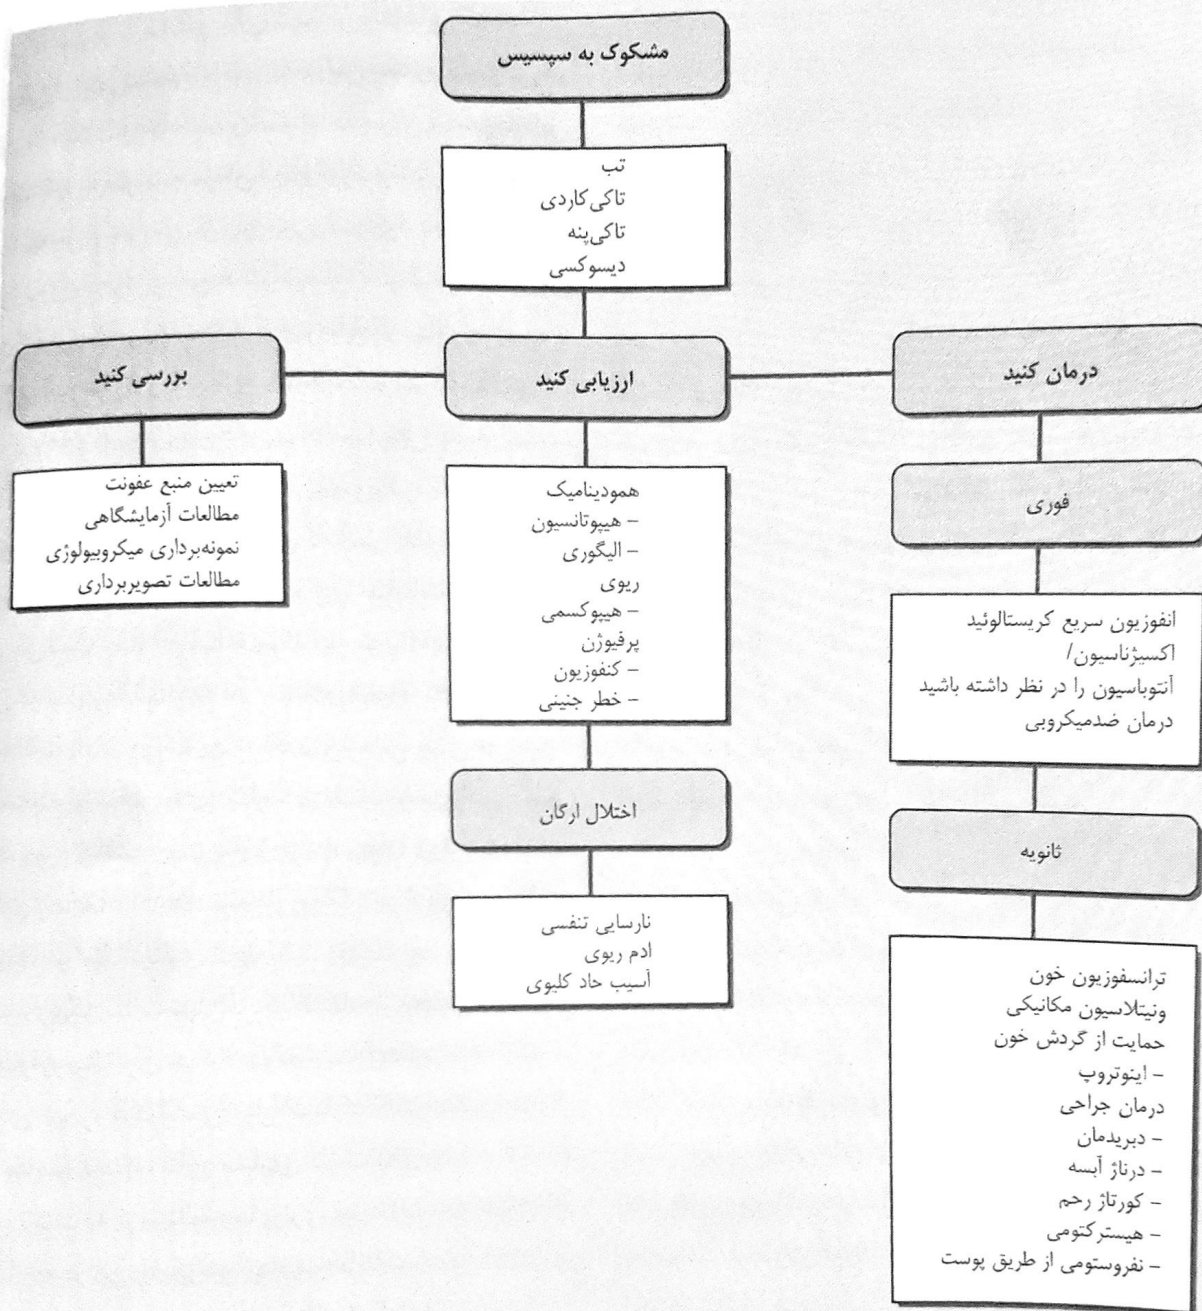 مشکوک به سپسیس
تب
تاکی‌کاردی
تاکی‌پنه
دیسوکسی
درمان کنید
ارزیابی کنید
بررسی کنید
فوری
انفوزیون سریع کریستالوئید
اکسیژناسیون/
آنتوباسیون را در نظر داشته باشید
درمان ضدمیکروبی
ثانویه
ترانسفوزیون خون
ونیتلاسیون مکانیکی
حمایت از گردش خون
– اینوتروپ
درمان جراحی
– دبریدمان
– درناژ آبسه
– کورتاژ رحم
– هیسترکتومی
– نفروستومی از طریق پوست
همودینامیک
– هیپوتانسیون
– الیگوری
ریوی
– هیپوکسمی
پرفیوژن
– کنفوزیون
– خطر جنینی
اختلال ارگان
نارسایی تنفسی
ادم ریوی
آسیب حاد کلیوی
تعیین منبع عفونت
مطالعات آزمایشگاهی
نمونه‌برداری میکروبیولوژی
مطالعات تصویربرداری